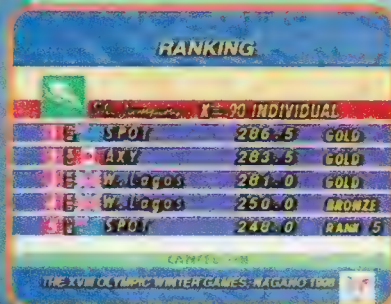 RANKING
K=90 INDIVIDUAL
SPOT 286.5 GOLD
AXY 283.5 GOLD
W.Lagos 281.0 GOLD
W.Lagos 250.0 BRONZE
SPOT 248.0 RANK 5
THE XVIII OLYMPIC WINTER GAMES, NAGANO 1998